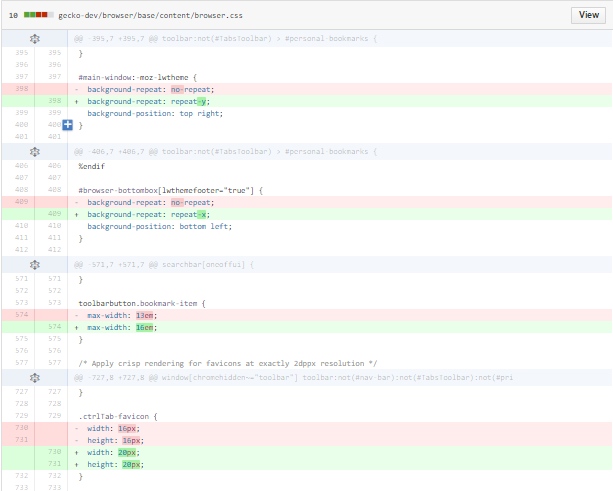 10 gecko-dev/browser/base/content/browser.css View
@@ -395,7 +395,7 @@ toolbar:not(#TabsToolbar) > #personal-bookmarks {
395 395 }
396 396
397 397 #main-window:-moz-lwtheme {
398 - background-repeat: no-repeat;
398 + background-repeat: repeat-y;
399 399 background-position: top right;
400 400 }
401 401
@@ -406,7 +406,7 @@ toolbar:not(#TabsToolbar) > #personal-bookmarks {
406 406 %endif
407 407
408 408 #browser-bottombox[lwthemefooter="true"] {
409 - background-repeat: no-repeat;
409 + background-repeat: repeat-x;
410 410 background-position: bottom left;
411 411 }
412 412
@@ -571,7 +571,7 @@ searchbar[oneoffui] {
571 571 }
572 572
573 573 toolbarbutton.bookmark-item {
574 - max-width: 13em;
574 + max-width: 16em;
575 575 }
576 576
577 577 /* Apply crisp rendering for favicons at exactly 2dppx resolution */
@@ -727,8 +727,8 @@ window[chromehidden~="toolbar"] toolbar:not(#nav-bar):not(#TabsToolbar):not(#pri
727 727 }
728 728
729 729 .ctrlTab-favicon {
730 - width: 16px;
731 - height: 16px;
730 + width: 20px;
731 + height: 20px;
732 732 }
733 733